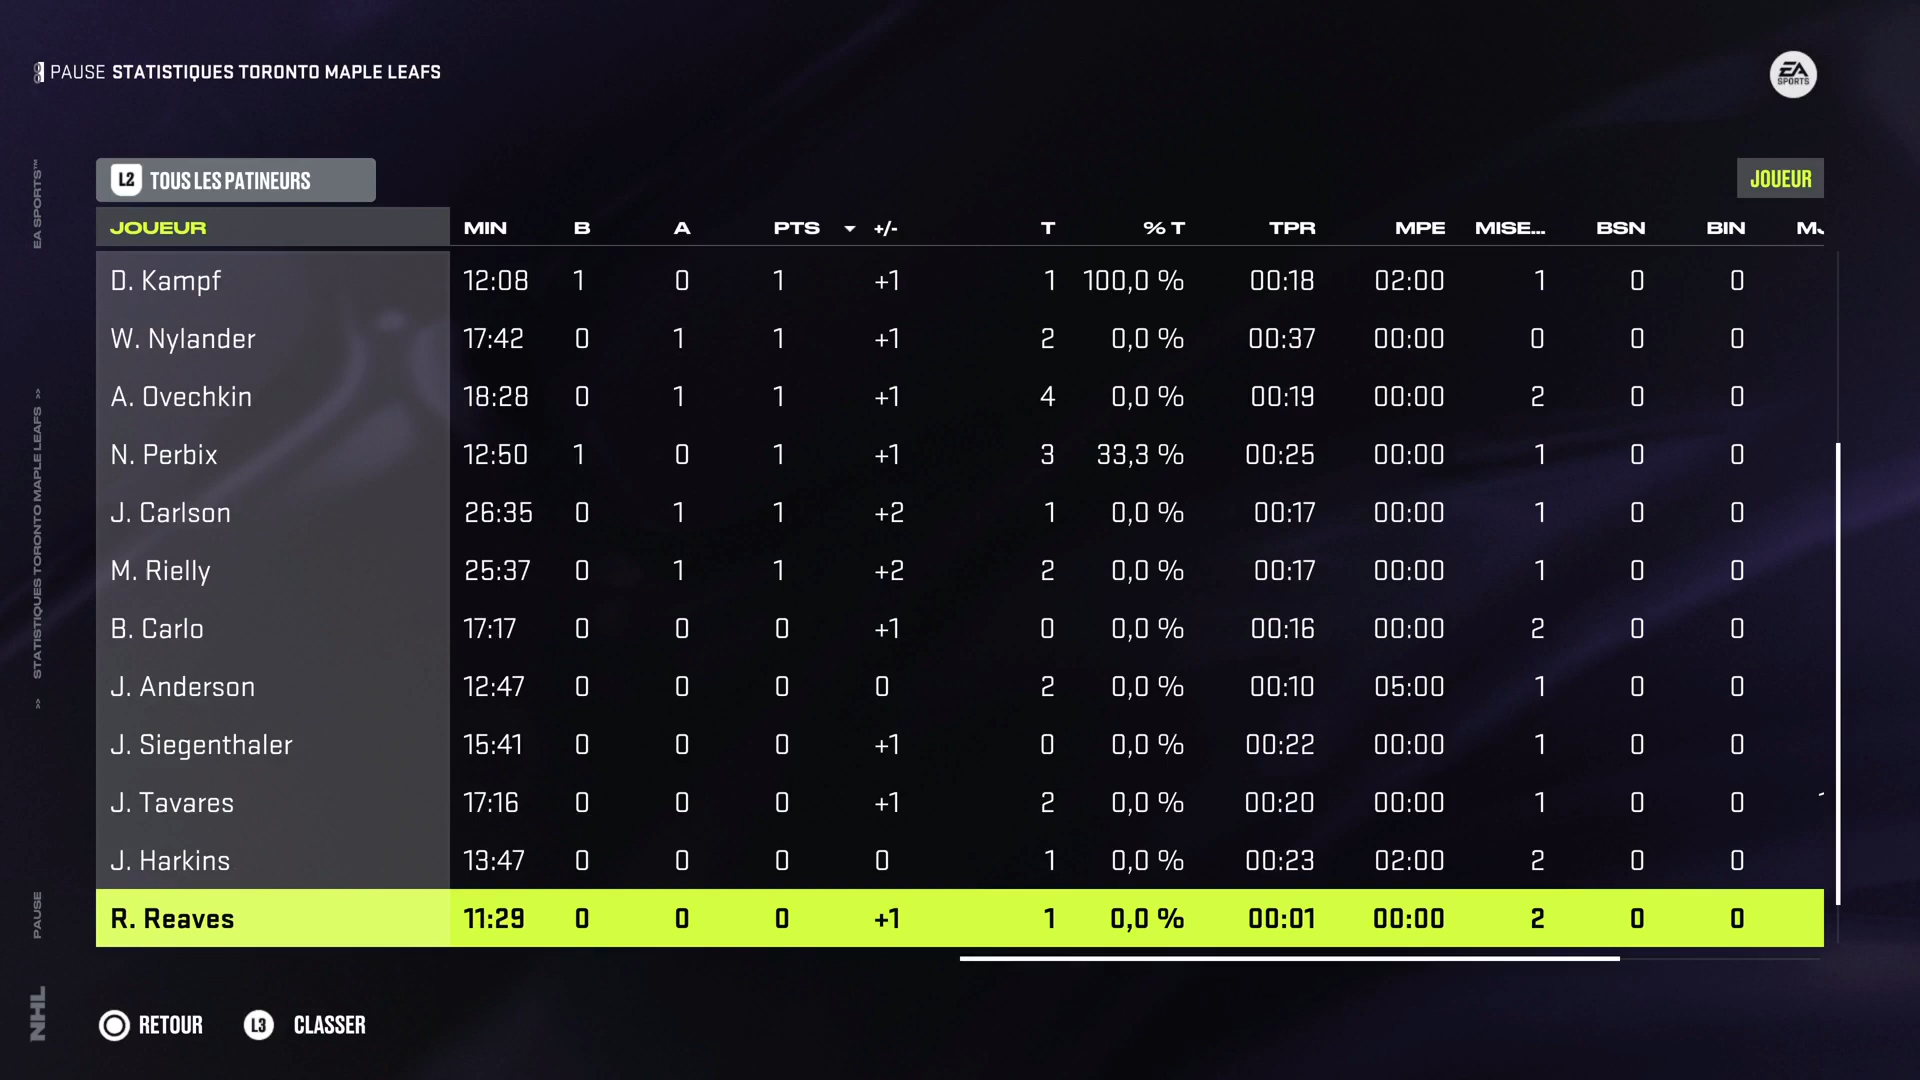 PAUSE STATISTIQUES TORONTO MAPLE LEAFS
EA SPORTS
L2 TOUS LES PATINEURS
JOUEUR
JOUEUR MIN B A PTS +/- T % T TPR MPE MISE... BSN BIN
D. Kampf 12:08 1 0 1 +1 1 100,0 % 00:18 02:00 1 0 0
W. Nylander 17:42 0 1 1 +1 2 0,0 % 00:37 00:00 0 0 0
A. Ovechkin 18:28 0 1 1 +1 4 0,0 % 00:19 00:00 2 0 0
N. Perbix 12:50 1 0 1 +1 3 33,3 % 00:25 00:00 1 0 0
J. Carlson 26:35 0 1 1 +2 1 0,0 % 00:17 00:00 1 0 0
M. Rielly 25:37 0 1 1 +2 2 0,0 % 00:17 00:00 1 0 0
B. Carlo 17:17 0 0 0 +1 0 0,0 % 00:16 00:00 2 0 0
J. Anderson 12:47 0 0 0 0 2 0,0 % 00:10 05:00 1 0 0
J. Siegenthaler 15:41 0 0 0 +1 0 0,0 % 00:22 00:00 1 0 0
J. Tavares 17:16 0 0 0 +1 2 0,0 % 00:20 00:00 1 0 0
J. Harkins 13:47 0 0 0 0 1 0,0 % 00:23 02:00 2 0 0
R. Reaves 11:29 0 0 0 +1 1 0,0 % 00:01 00:00 2 0 0
RETOUR L3 CLASSER
NHL PAUSE >> STATISTIQUES TORONTO MAPLE LEAFS >> EA SPORTS™